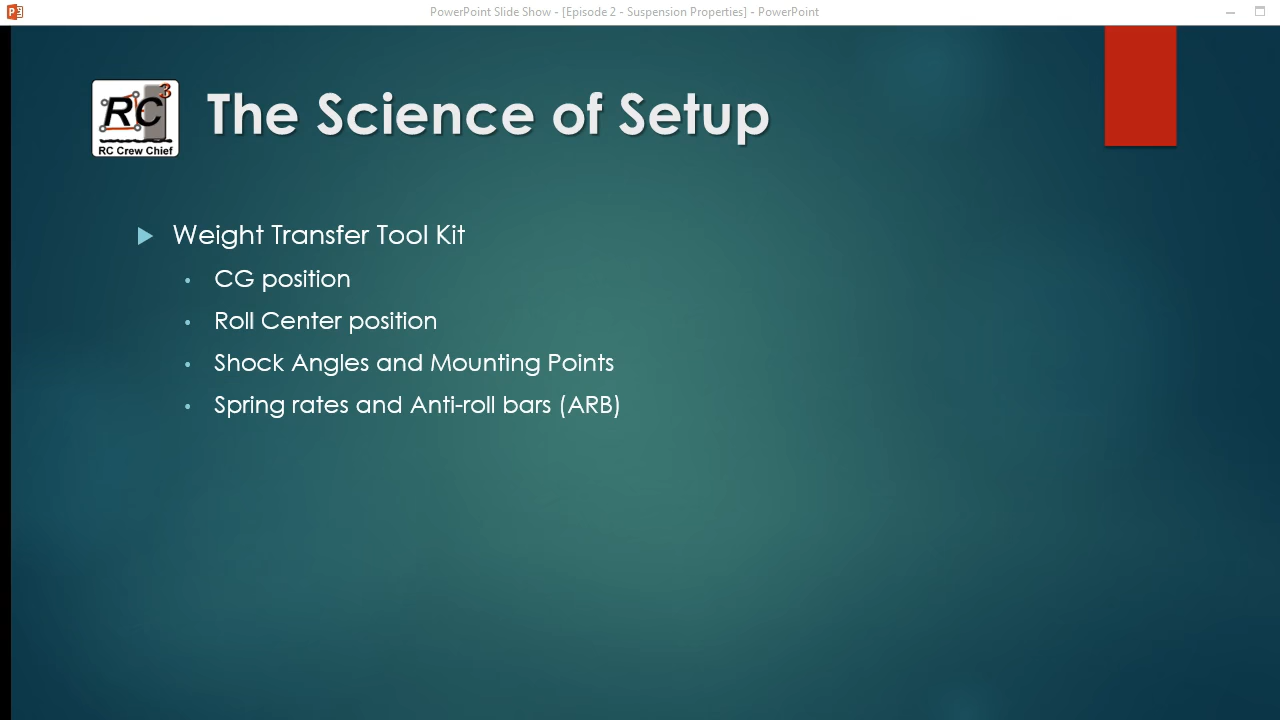 PowerPoint Slide Show - [Episode 2 - Suspension Properties] - PowerPoint
RC3
RC Crew Chief
The Science of Setup
Weight Transfer Tool Kit
CG position
Roll Center position
Shock Angles and Mounting Points
Spring rates and Anti-roll bars (ARB)